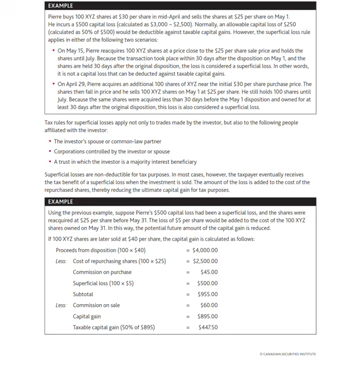 EXAMPLE
Pierre buys 100 XYZ shares at $30 per share in mid-April and sells the shares at $25 per share on May 1.
He incurs a $500 capital loss (calculated as $3,000 – $2,500). Normally, an allowable capital loss of $250
(calculated as 50% of $500) would be deductible against taxable capital gains. However, the superficial loss rule
applies in either of the following two scenarios:
• On May 15, Pierre reacquires 100 XYZ shares at a price close to the $25 per share sale price and holds the
shares until July. Because the transaction took place within 30 days after the disposition on May 1, and the
shares are held 30 days after the original disposition, the loss is considered a superficial loss. In other words,
it is not a capital loss that can be deducted against taxable capital gains.
• On April 29, Pierre acquires an additional 100 shares of XYZ near the initial $30 per share purchase price. The
shares then fall in price and he sells 100 XYZ shares on May 1 at $25 per share. He still holds 100 shares until
July. Because the same shares were acquired less than 30 days before the May 1 disposition and owned for at
least 30 days after the original disposition, this loss is also considered a superficial loss.
Tax rules for superficial losses apply not only to trades made by the investor, but also to the following people
affiliated with the investor:
• The investor's spouse or common-law partner
• Corporations controlled by the investor or spouse
• A trust in which the investor is a majority interest beneficiary
Superficial losses are non-deductible for tax purposes. In most cases, however, the taxpayer eventually receives
the tax benefit of a superficial loss when the investment is sold. The amount of the loss is added to the cost of the
repurchased shares, thereby reducing the ultimate capital gain for tax purposes.
EXAMPLE
Using the previous example, suppose Pierre's $500 capital loss had been a superficial loss, and the shares were
reacquired at $25 per share before May 31. The loss of $5 per share would be added to the cost of the 100 XYZ
shares owned on May 31. In this way, the potential future amount of the capital gain is reduced.
If 100 XYZ shares are later sold at $40 per share, the capital gain is calculated as follows:
Proceeds from disposition (100 × $40) = $4,000.00
Less: Cost of repurchasing shares (100 × $25) = $2,500.00
Commission on purchase = $45.00
Superficial loss (100 × $5) = $500.00
Subtotal = $955.00
Less: Commission on sale = $60.00
Capital gain = $895.00
Taxable capital gain (50% of $895) = $447.50
© CANADIAN SECURITIES INSTITUTE